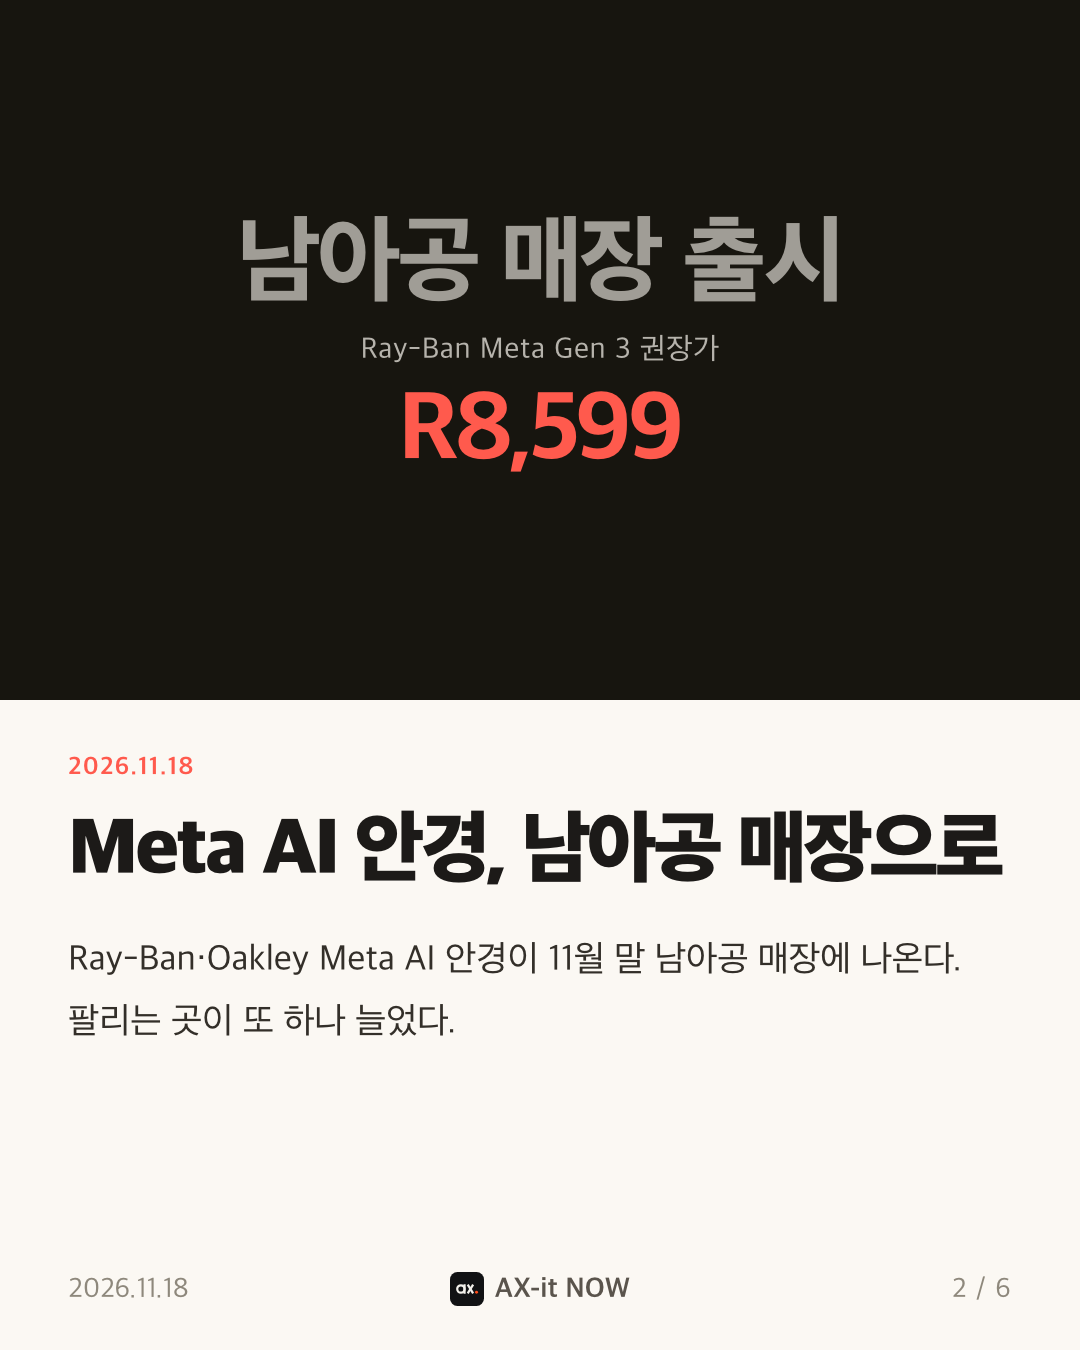 남아공 매장 출시
Ray-Ban Meta Gen 3 권장가
R8,599
2026.11.18
Meta AI 안경, 남아공 매장으로
Ray-Ban·Oakley Meta AI 안경이 11월 말 남아공 매장에 나온다.
팔리는 곳이 또 하나 늘었다.
2026.11.18
ax. AX-it NOW
2 / 6